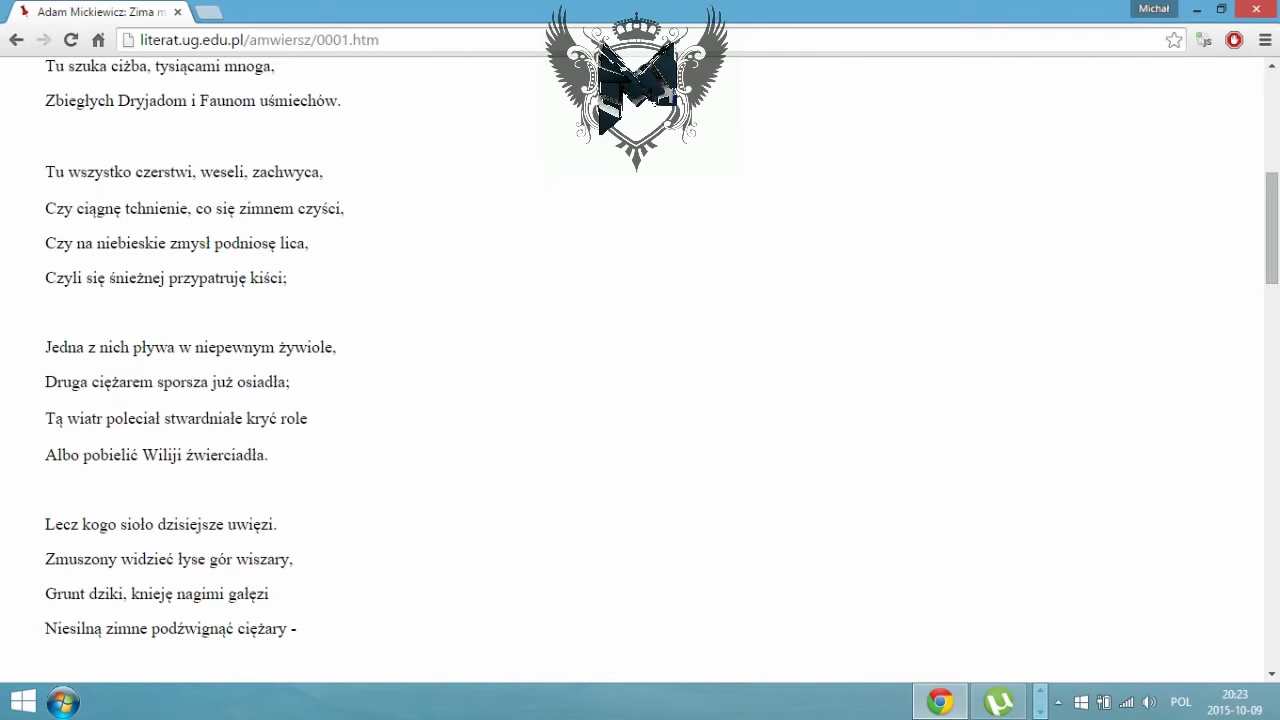 Adam Mickiewicz: Zima m
Michał
literat.ug.edu.pl/amwiersz/0001.htm
js
Tu szuka ciżba, tysiącami mnoga,
Zbiegłych Dryjadom i Faunom uśmiechów.
Tu wszystko czerstwi, weseli, zachwyca,
Czy ciągnę tchnienie, co się zimnem czyści,
Czy na niebieskie zmysł podniosę lica,
Czyli się śnieżnej przypatruję kiści;
Jedna z nich pływa w niepewnym żywiole,
Druga ciężarem sporsza już osiadła;
Tą wiatr poleciał stwardniałe kryć role
Albo pobielić Wiliji źwierciadła.
Lecz kogo sioło dzisiejsze uwięzi.
Zmuszony widzieć łyse gór wiszary,
Grunt dziki, knieję nagimi gałęzi
Niesilną zimne podźwignąć ciężary -
POL
20:23
2015-10-09